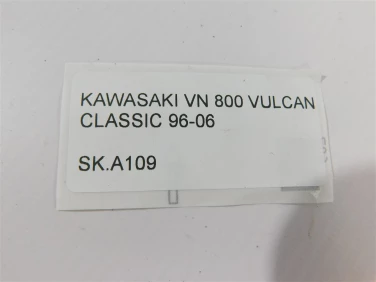 KAWASAKI VN 800 VULCAN
CLASSIC 96-06
SK.A109